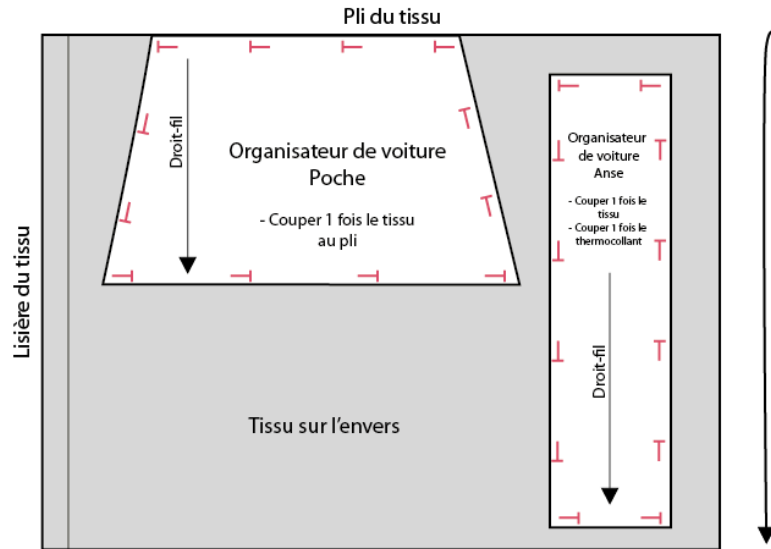 Pli du tissu
Lisière du tissu
Droit-fil
Organisateur de voiture
Poche
- Couper 1 fois le tissu
au pli
Organisateur
de voiture
Anse
- Couper 1 fois le
tissu
- Couper 1 fois le
thermocollant
Droit-fil
Tissu sur l'envers